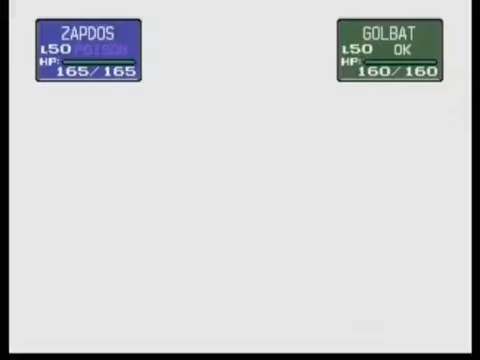 ZAPDOS
L50 POISON
HP:
165/165
GOLBAT
L50 OK
HP:
160/160